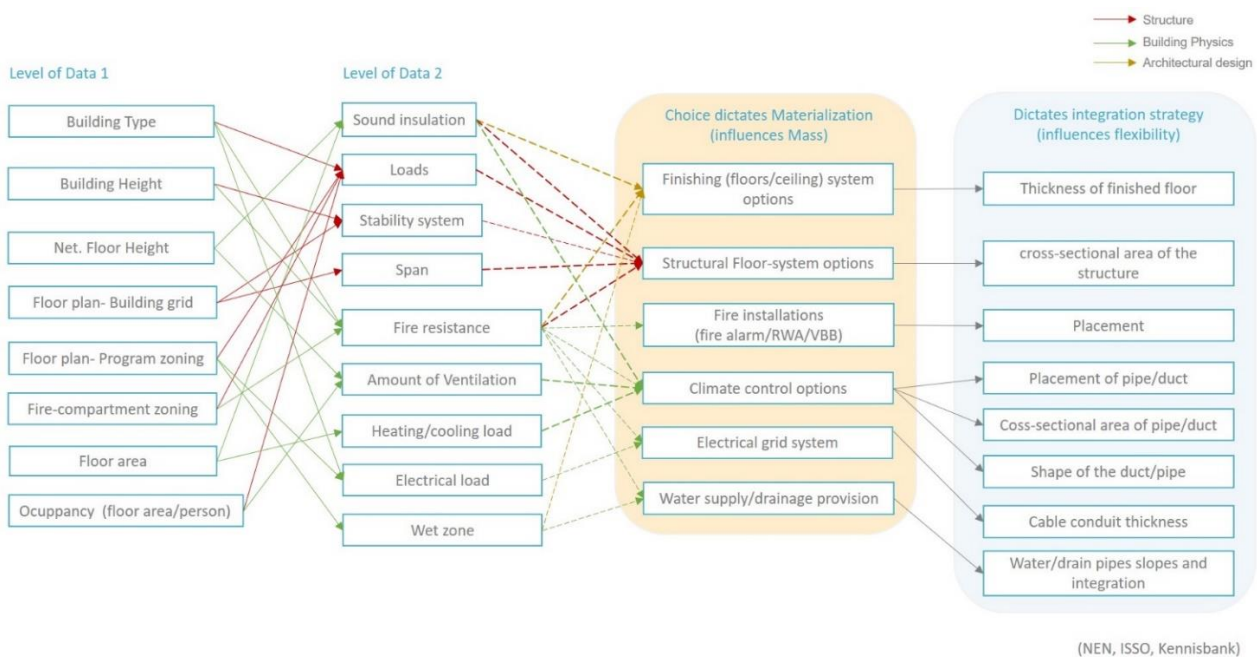 Structure
Building Physics
Architectural design
Level of Data 1
Building Type
Building Height
Net. Floor Height
Floor plan- Building grid
Floor plan- Program zoning
Fire-compartment zoning
Floor area
Ocuppancy (floor area/person)
Level of Data 2
Sound insulation
Loads
Stability system
Span
Fire resistance
Amount of Ventilation
Heating/cooling load
Electrical load
Wet zone
Choice dictates Materialization
(influences Mass)
Finishing (floors/ceiling) system
options
Structural Floor-system options
Fire installations
(fire alarm/RWA/VBB)
Climate control options
Electrical grid system
Water supply/drainage provision
Dictates integration strategy
(influences flexibility)
Thickness of finished floor
cross-sectional area of the
structure
Placement
Placement of pipe/duct
Coss-sectional area of pipe/duct
Shape of the duct/pipe
Cable conduit thickness
Water/drain pipes slopes and
integration
(NEN, ISSO, Kennisbank)